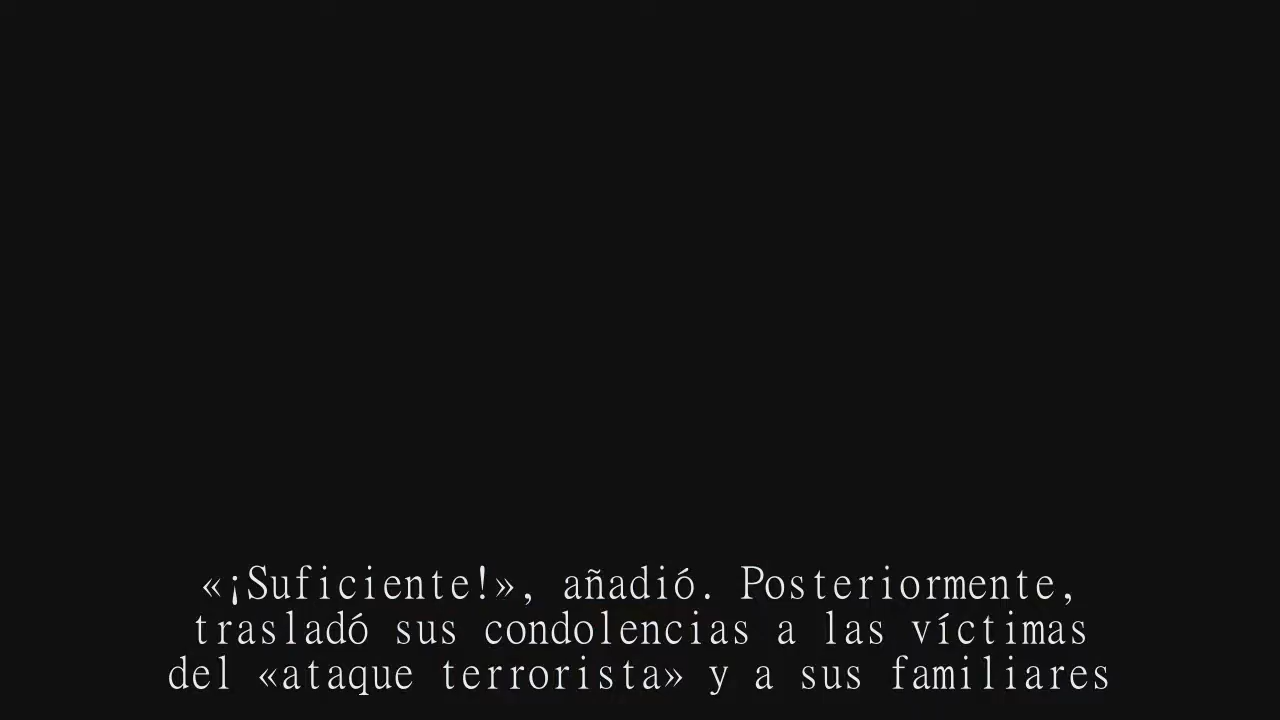 «¡Suficiente!», añadió. Posteriormente,
trasladó sus condolencias a las víctimas
del «ataque terrorista» y a sus familiares